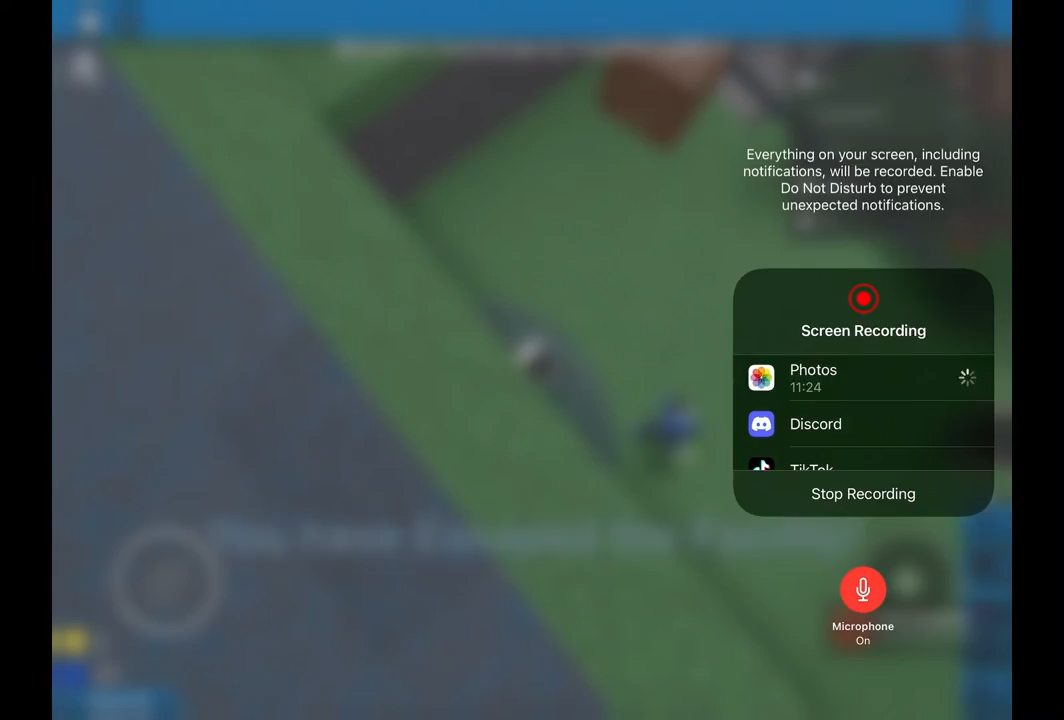 Everything on your screen, including
notifications, will be recorded. Enable
Do Not Disturb to prevent
unexpected notifications.
Screen Recording
Photos
11:24
Discord
TikTok
Stop Recording
Microphone
On